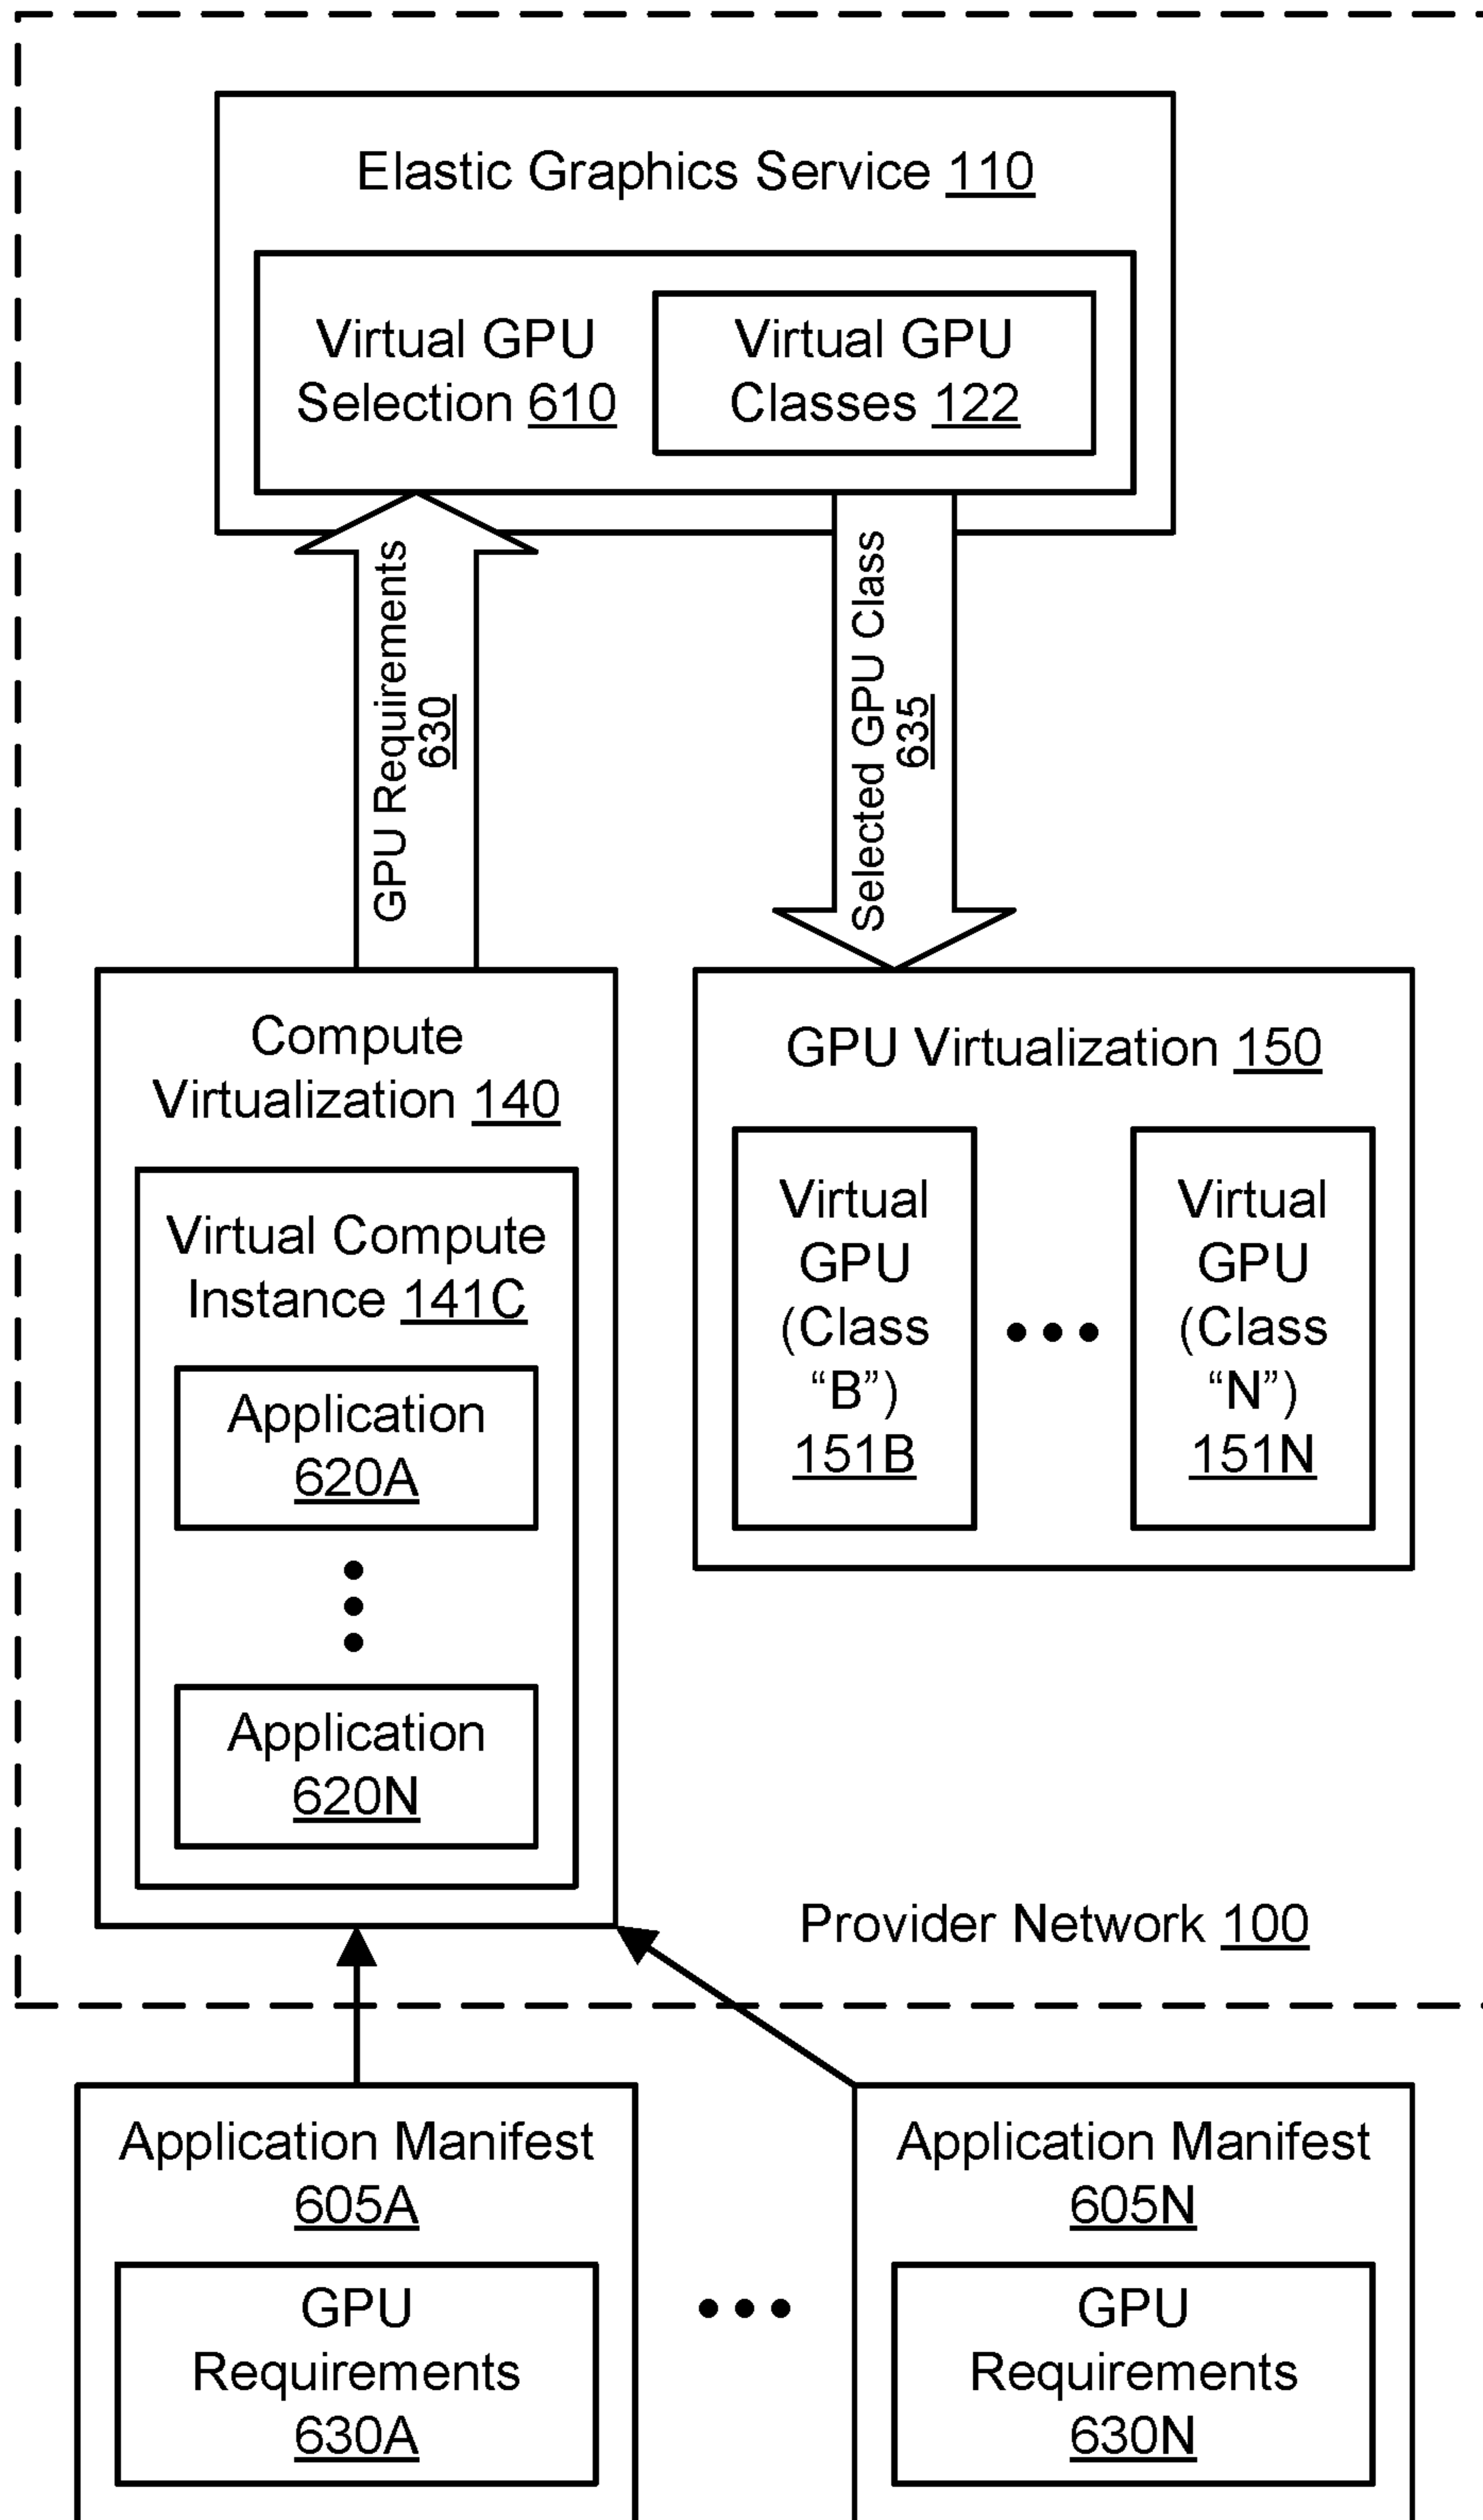 Elastic Graphics Service 110
Virtual GPU
Selection 610
Virtual GPU
Classes 122
GPU Requirements
630
Selected GPU Class
635
Compute
Virtualization 140
Virtual Compute
Instance 141C
Application
620A
Application
620N
GPU Virtualization 150
Virtual
GPU
(Class
“B”)
151B
Virtual
GPU
(Class
“N”)
151N
Provider Network 100
Application Manifest
605A
GPU
Requirements
630A
Application Manifest
605N
GPU
Requirements
630N